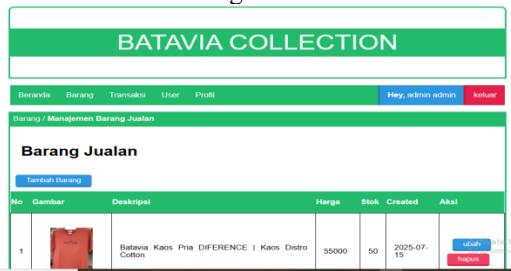 BATAVIA COLLECTION
Beranda Barang Transaksi User Profil Hey, admin admin keluar
Barang / Manajemen Barang Jualan
Barang Jualan
Tambah Barang
No Gambar Deskripsi Harga Stok Created Aksi
1 Batavia Kaos Pria DIFERENCE | Kaos Distro Cotton 55000 50 2025-07-15 ubah
hapus